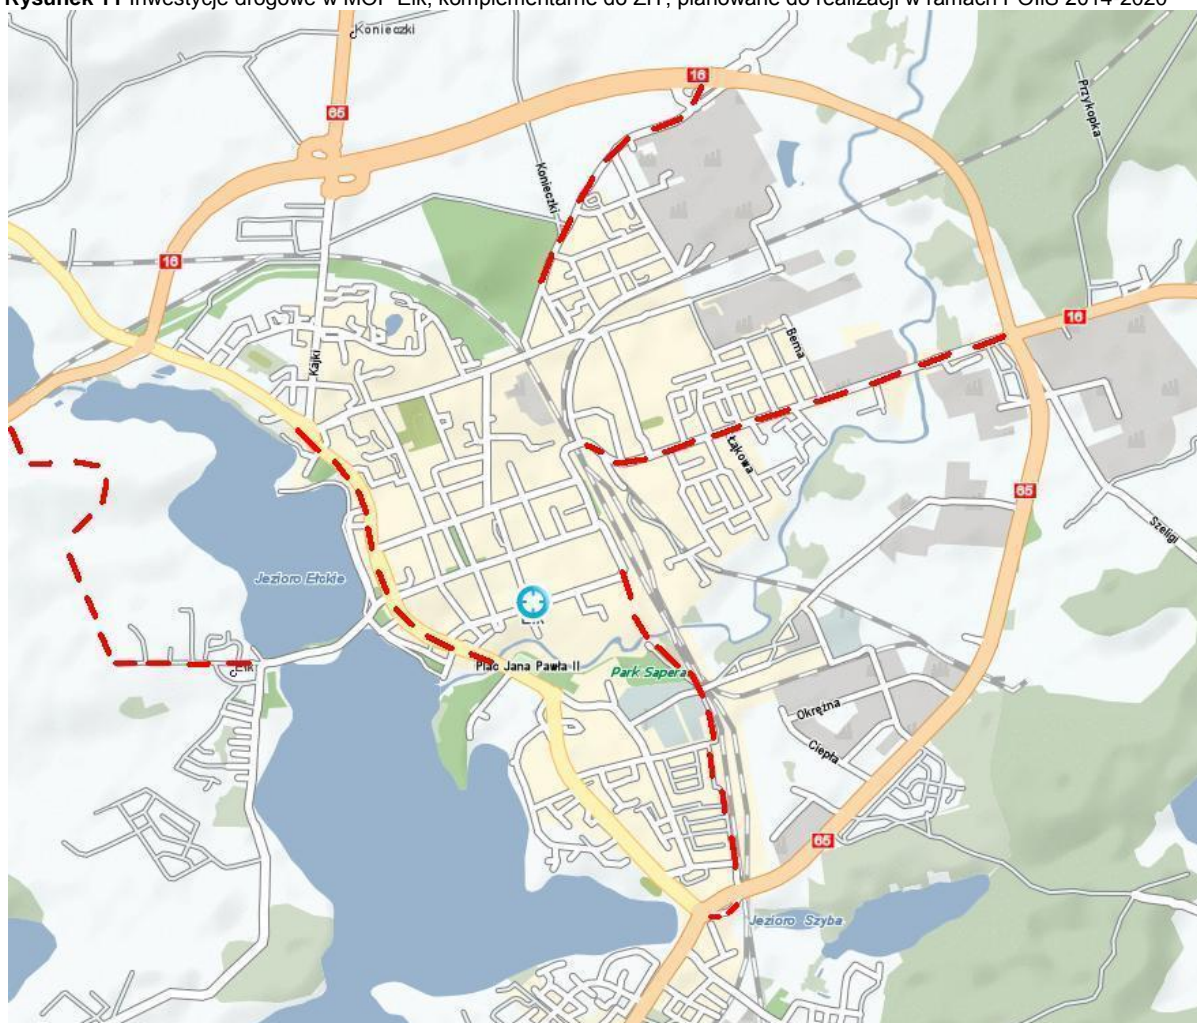 Rysunek 11 Inwestycje drogowe w MOF Ełk, komplementarne do ZIT, planowane do realizacji w ramach POIiŚ 2014-2020
Konieczki
16
65
Przykopka
Konieczki
16
16
Kajki
Bema
Łąkowa
65
Szeligi
Jezioro Ełckie
Ełk
Plac Jana Pawła II
Park Sapera
Okrężna
Ciepła
65
Jezioro Szyba